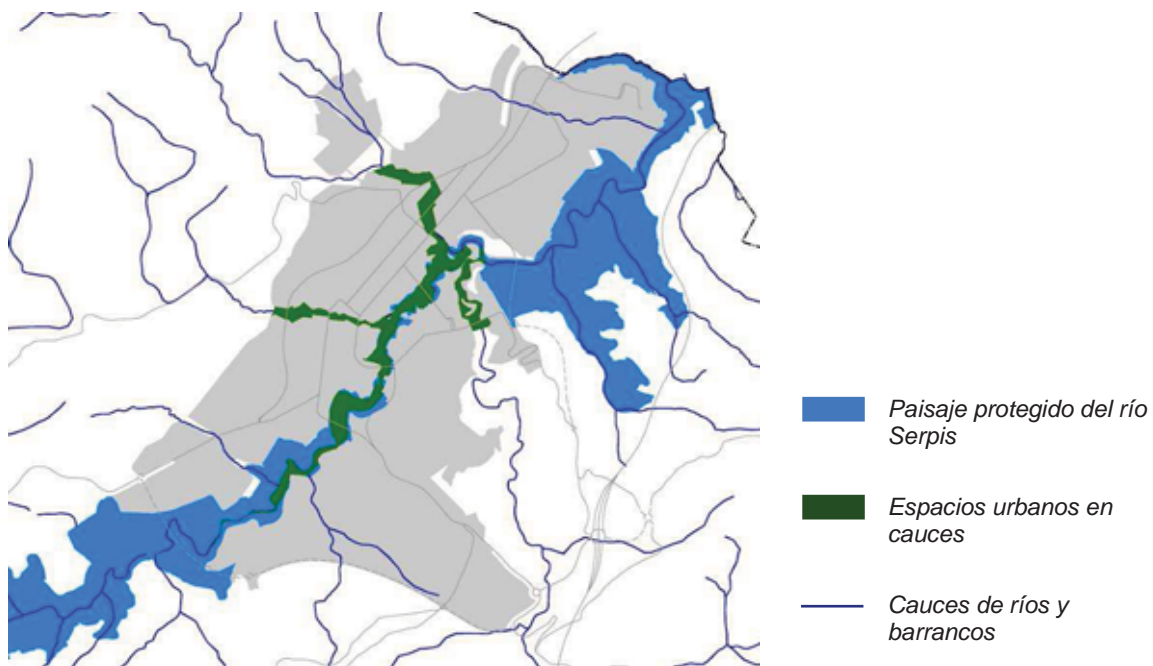 Paisaje protegido del río
Serpis
Espacios urbanos en
cauces
Cauces de ríos y
barrancos